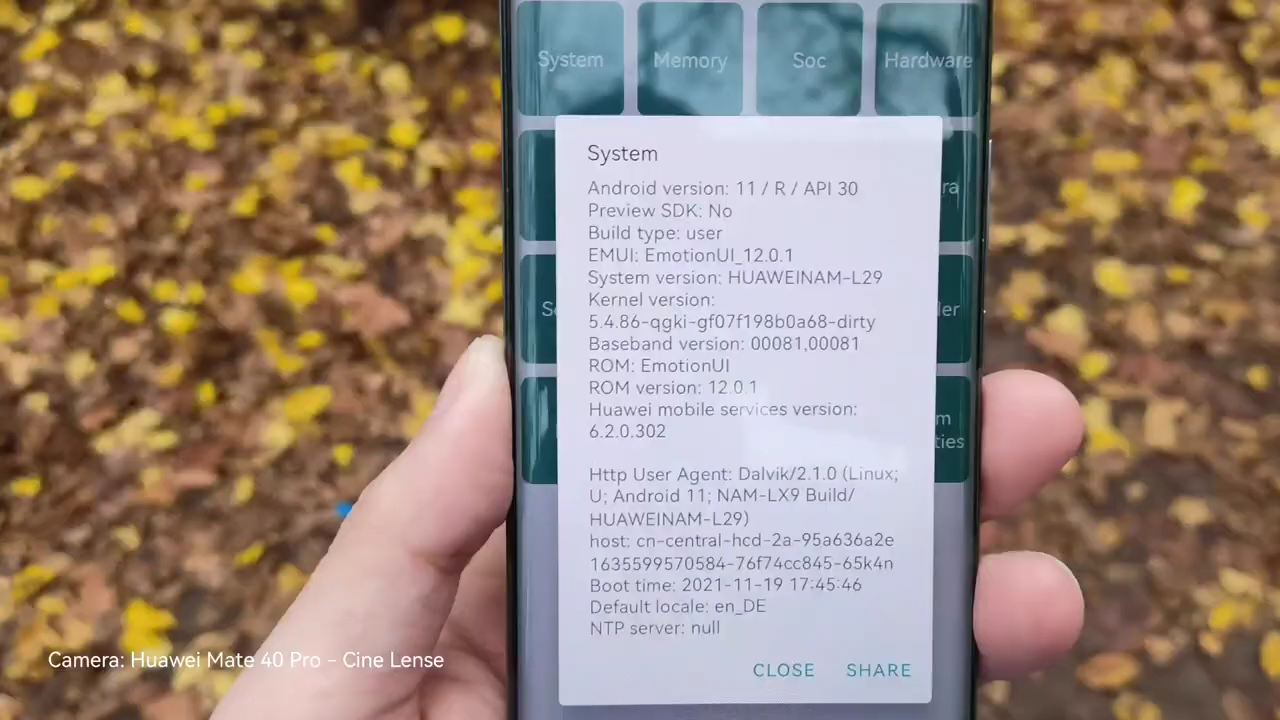 System
Memory
Soc
Hardware
System
Android version: 11 / R / API 30
Preview SDK: No
Build type: user
EMUI: EmotionUI_12.0.1
System version: HUAWEINAM-L29
Kernel version:
5.4.86-qgki-gf07f198b0a68-dirty
Baseband version: 00081,00081
ROM: EmotionUI
ROM version: 12.0.1
Huawei mobile services version:
6.2.0.302
Http User Agent: Dalvik/2.1.0 (Linux;
U; Android 11; NAM-LX9 Build/
HUAWEINAM-L29)
host: cn-central-hcd-2a-95a636a2e
1635599570584-76f74cc845-65k4n
Boot time: 2021-11-19 17:45:46
Default locale: en_DE
NTP server: null
CLOSE
SHARE
Camera: Huawei Mate 40 Pro - Cine Lense